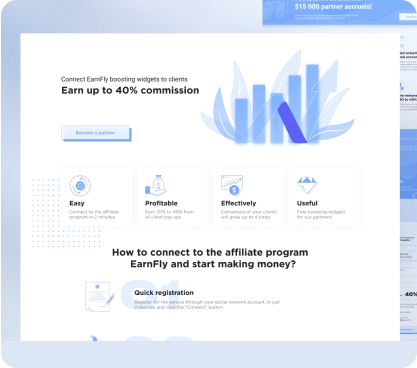 $15 000 partner accruals!
Connect EarnFly boosting widgets to clients
Earn up to 40% commission
Become a partner
Easy
Connect to the affiliate
program in 2 minutes
Profitable
Earn 20% to 40% from
all client top-ups
Effectively
Conversion of your clients
will grow up to 4 times
Useful
Free boosting widgets
for our partners!
How to connect to the affiliate program
EarnFly and start making money?
Quick registration
Register for the service through your social network account, in just
2 minutes and click the "Connect" button
40%